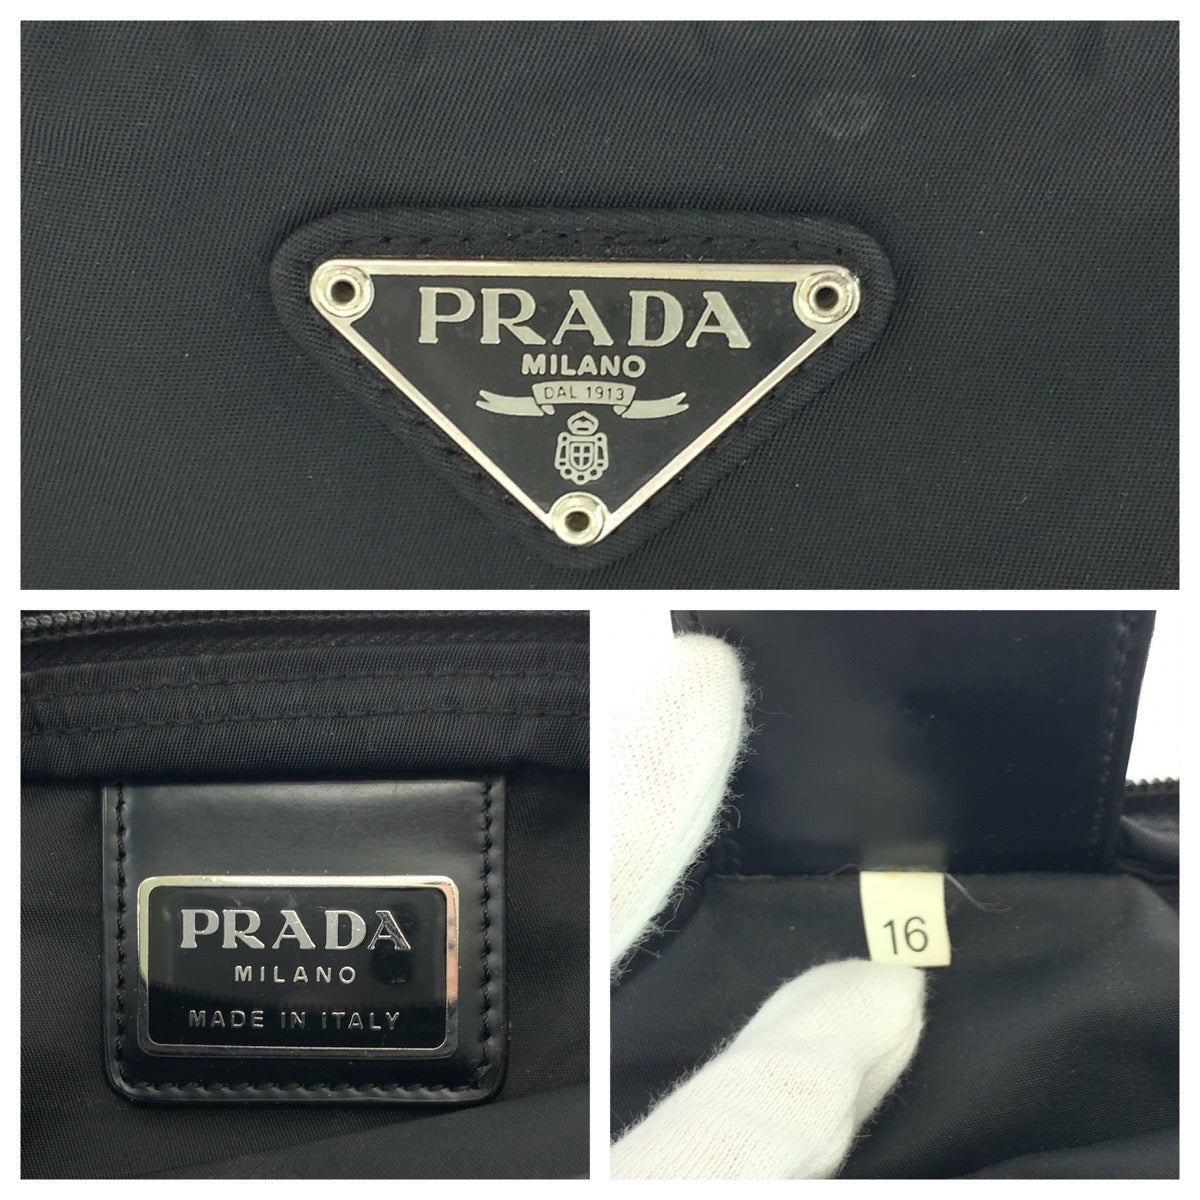 PRADA
MILANO
DAL 1913
PRADA
MILANO
MADE IN ITALY
16